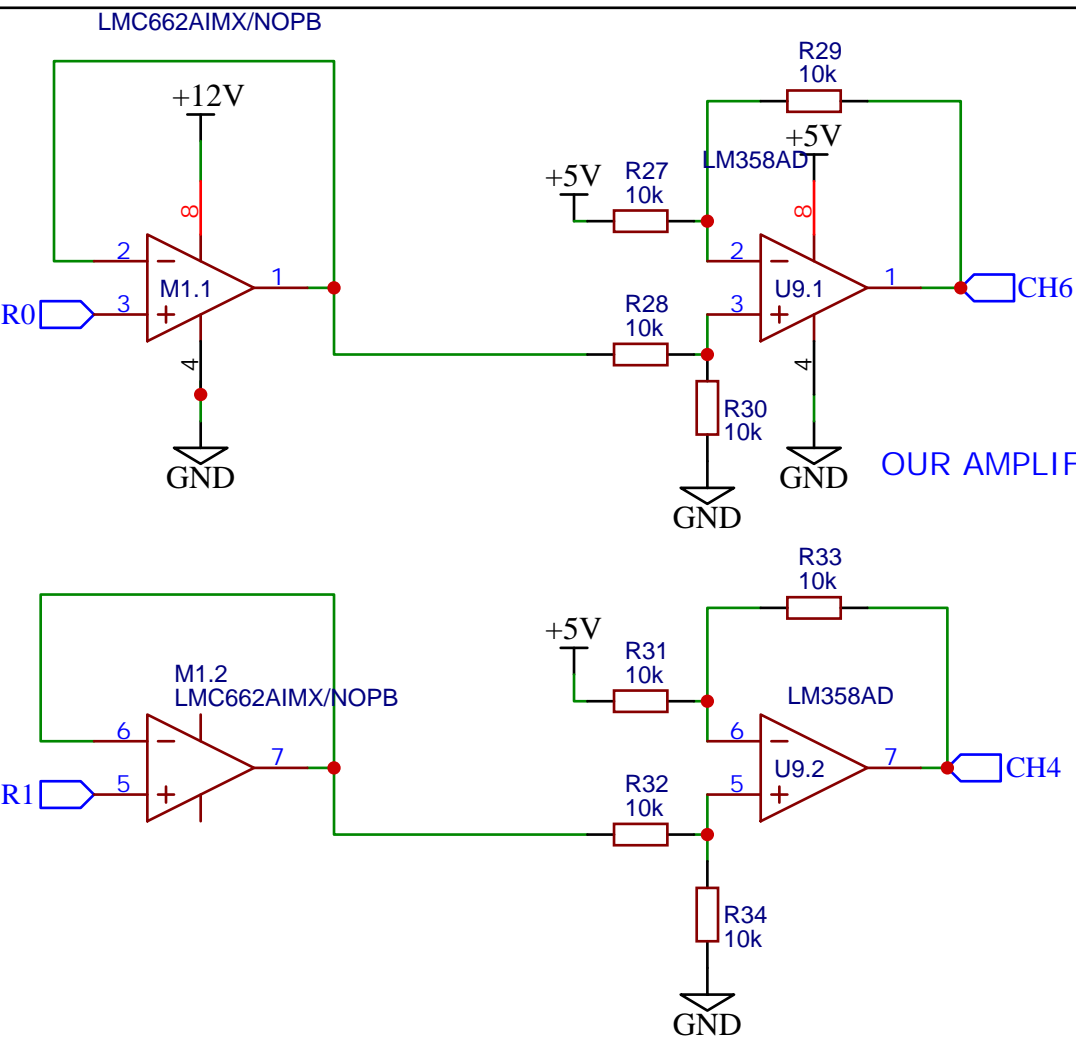 LMC662AIMX/NOPB
+12V
8
2
M1.1
1
R0
3
4
GND
R29
10k
+5V
LM358AD
R27
10k
+5V
8
2
U9.1
1
CH6
3
R28
10k
4
R30
10k
GND
GND
OUR AMPLIF
M1.2
LMC662AIMX/NOPB
6
7
R1
5
R33
10k
+5V
R31
10k
LM358AD
6
U9.2
7
CH4
5
R32
10k
R34
10k
GND